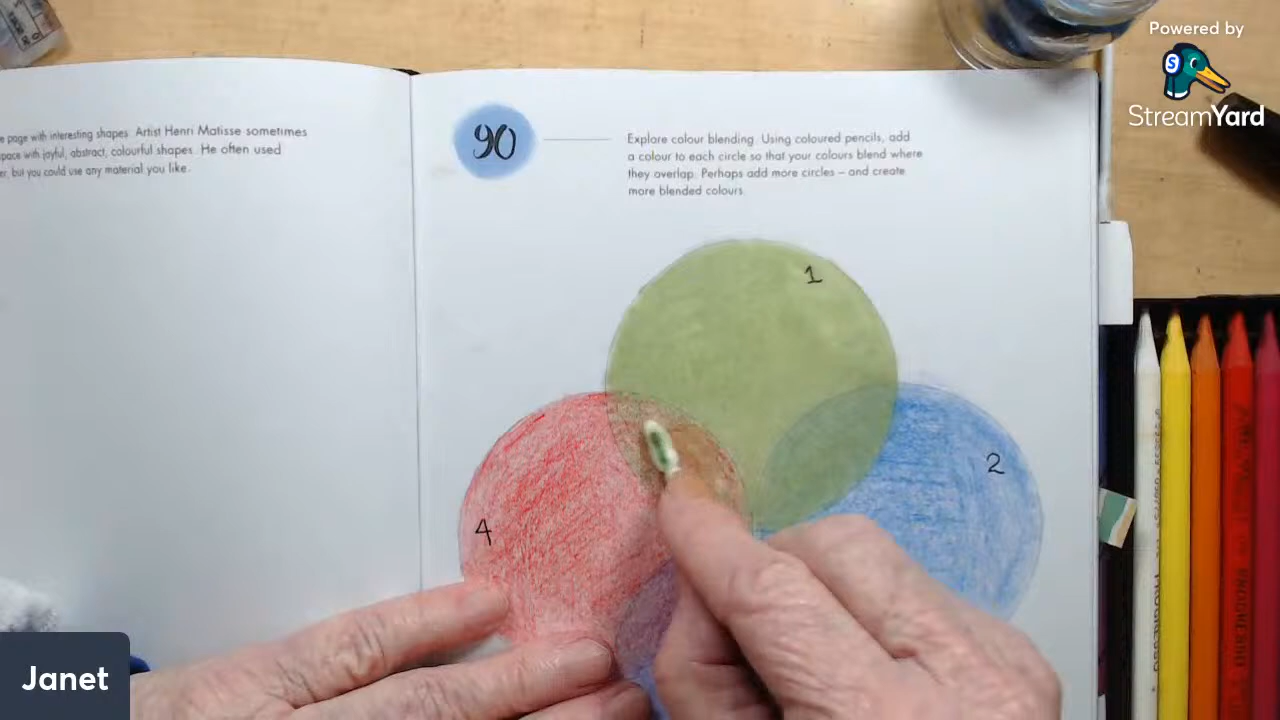 Powered by
StreamYard
e page with interesting shapes. Artist Henri Matisse sometimes
pace with joyful, abstract, colourful shapes. He often used
er, but you could use any material you like.
90
Explore colour blending. Using coloured pencils, add
a colour to each circle so that your colours blend where
they overlap. Perhaps add more circles – and create
more blended colours.
1
2
4
Janet